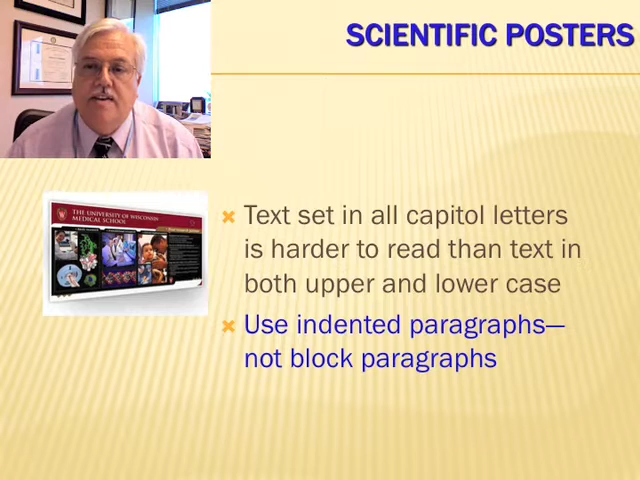 SCIENTIFIC POSTERS
THE UNIVERSITY OF WISCONSIN
MEDICAL SCHOOL
Text set in all capitol letters
is harder to read than text in
both upper and lower case
Use indented paragraphs—
not block paragraphs